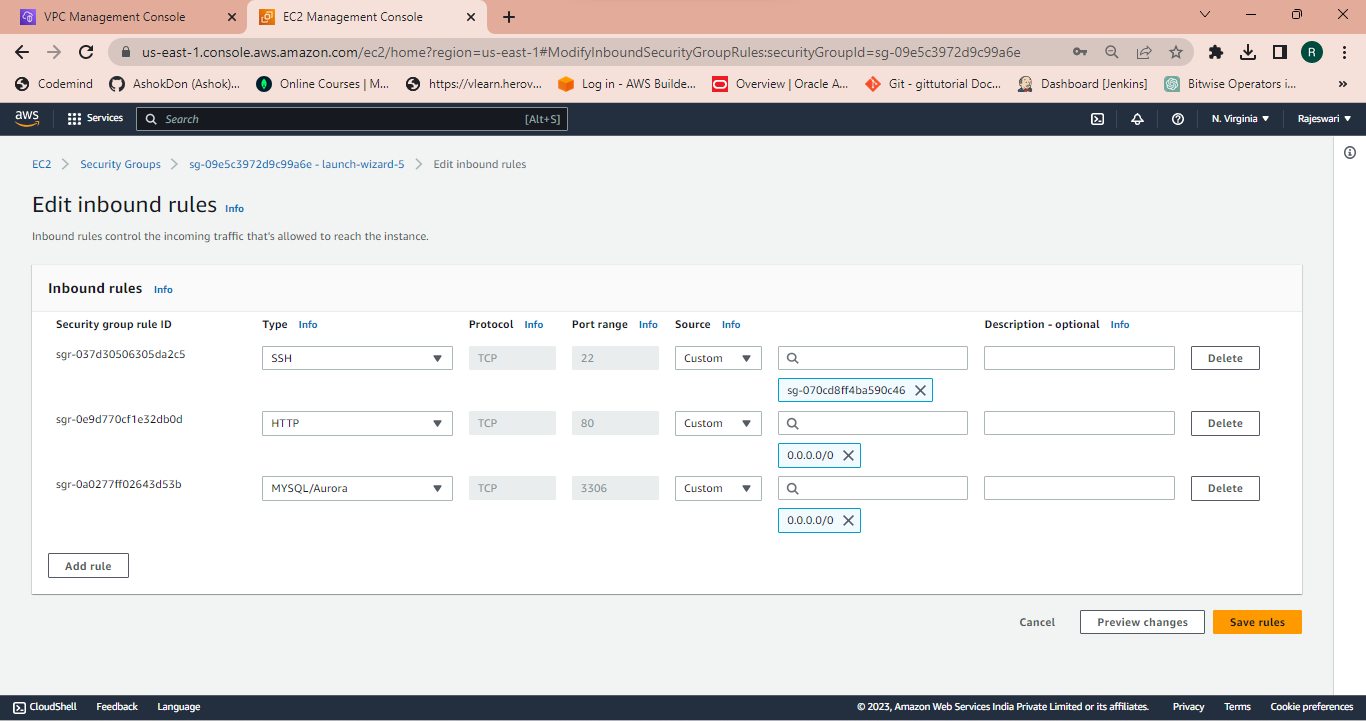 VPC Management Console
EC2 Management Console
us-east-1.console.aws.amazon.com/ec2/home?region=us-east-1#ModifyInboundSecurityGroupRules:securityGroupId=sg-09e5c3972d9c99a6e
R
Codemind AshokDon (Ashok)... Online Courses | M... https://vlearn.herov... Log in - AWS Builde... Overview | Oracle A... Git - gittutorial Doc... Dashboard [Jenkins] Bitwise Operators i... »
aws Services Search [Alt+S] N. Virginia Rajeswari
EC2 Security Groups sg-09e5c3972d9c99a6e - launch-wizard-5 Edit inbound rules
Edit inbound rules Info
Inbound rules control the incoming traffic that's allowed to reach the instance.
Inbound rules Info
Security group rule ID Type Info Protocol Info Port range Info Source Info Description - optional Info
sgr-037d30506305da2c5 SSH TCP 22 Custom Delete
sg-070cd8ff4ba590c46
sgr-0e9d770cf1e32db0d HTTP TCP 80 Custom Delete
0.0.0.0/0
sgr-0a0277ff02643d53b MYSQL/Aurora TCP 3306 Custom Delete
0.0.0.0/0
Add rule
Cancel Preview changes Save rules
CloudShell Feedback Language © 2023, Amazon Web Services India Private Limited or its affiliates. Privacy Terms Cookie preferences